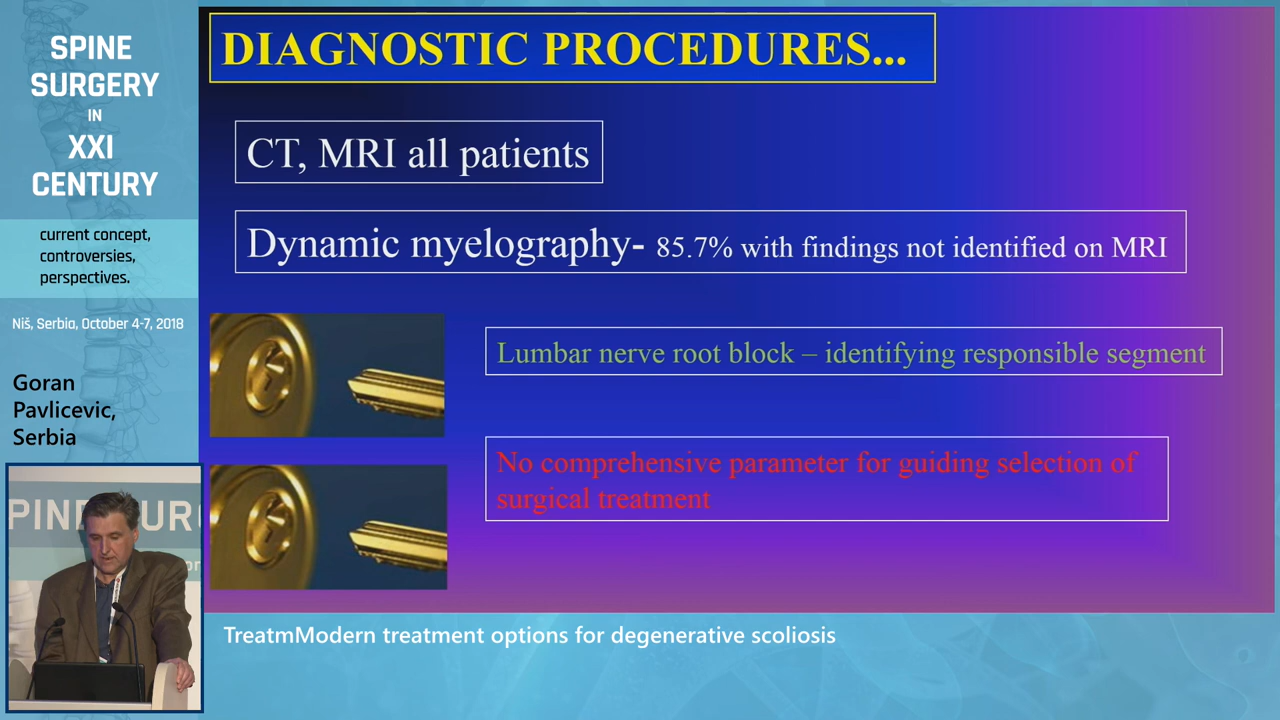 SPINE
SURGERY
IN
XXI
CENTURY
current concept,
controversies,
perspectives.
Niš, Serbia, October 4-7, 2018
Goran
Pavlicevic,
Serbia
DIAGNOSTIC PROCEDURES...
CT, MRI all patients
Dynamic myelography- 85.7% with findings not identified on MRI
Lumbar nerve root block – identifying responsible segment
No comprehensive parameter for guiding selection of
surgical treatment
PINE SURG
TreatmModern treatment options for degenerative scoliosis